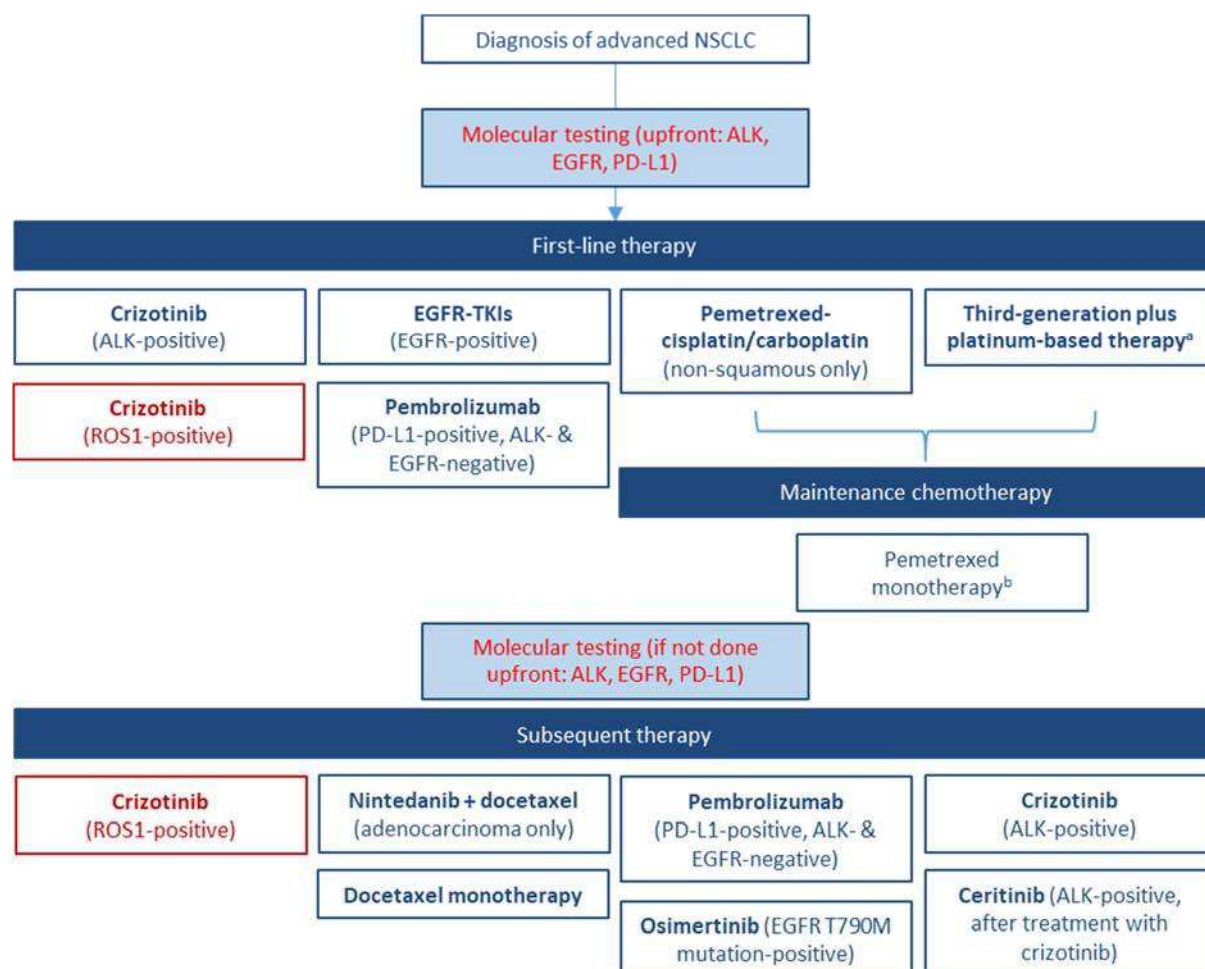 Diagnosis of advanced NSCLC
Molecular testing (upfront: ALK,
EGFR, PD-L1)
First-line therapy
Crizotinib
(ALK-positive)
EGFR-TKIs
(EGFR-positive)
Pemetrexed-
cisplatin/carboplatin
(non-squamous only)
Third-generation plus
platinum-based therapyᵃ
Crizotinib
(ROS1-positive)
Pembrolizumab
(PD-L1-positive, ALK- &
EGFR-negative)
Maintenance chemotherapy
Pemetrexed
monotherapyᵇ
Molecular testing (if not done
upfront: ALK, EGFR, PD-L1)
Subsequent therapy
Crizotinib
(ROS1-positive)
Nintedanib + docetaxel
(adenocarcinoma only)
Pembrolizumab
(PD-L1-positive, ALK- &
EGFR-negative)
Crizotinib
(ALK-positive)
Docetaxel monotherapy
Osimertinib (EGFR T790M
mutation-positive)
Ceritinib (ALK-positive,
after treatment with
crizotinib)